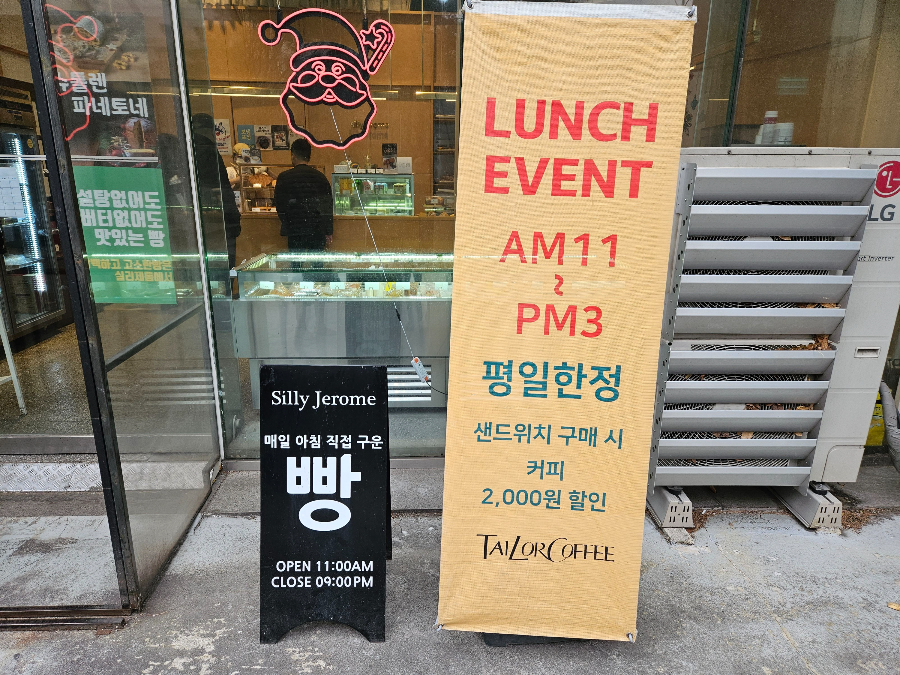 파네토네
설탕없어도
버터없어도
맛있는 빵
Silly Jerome
매일 아침 직접 구운
빵
OPEN 11:00AM
CLOSE 09:00PM
LUNCH
EVENT
AM11
~
PM3
평일한정
샌드위치 구매 시
커피
2,000원 할인
TAILOR COFFEE
LG
Inverter